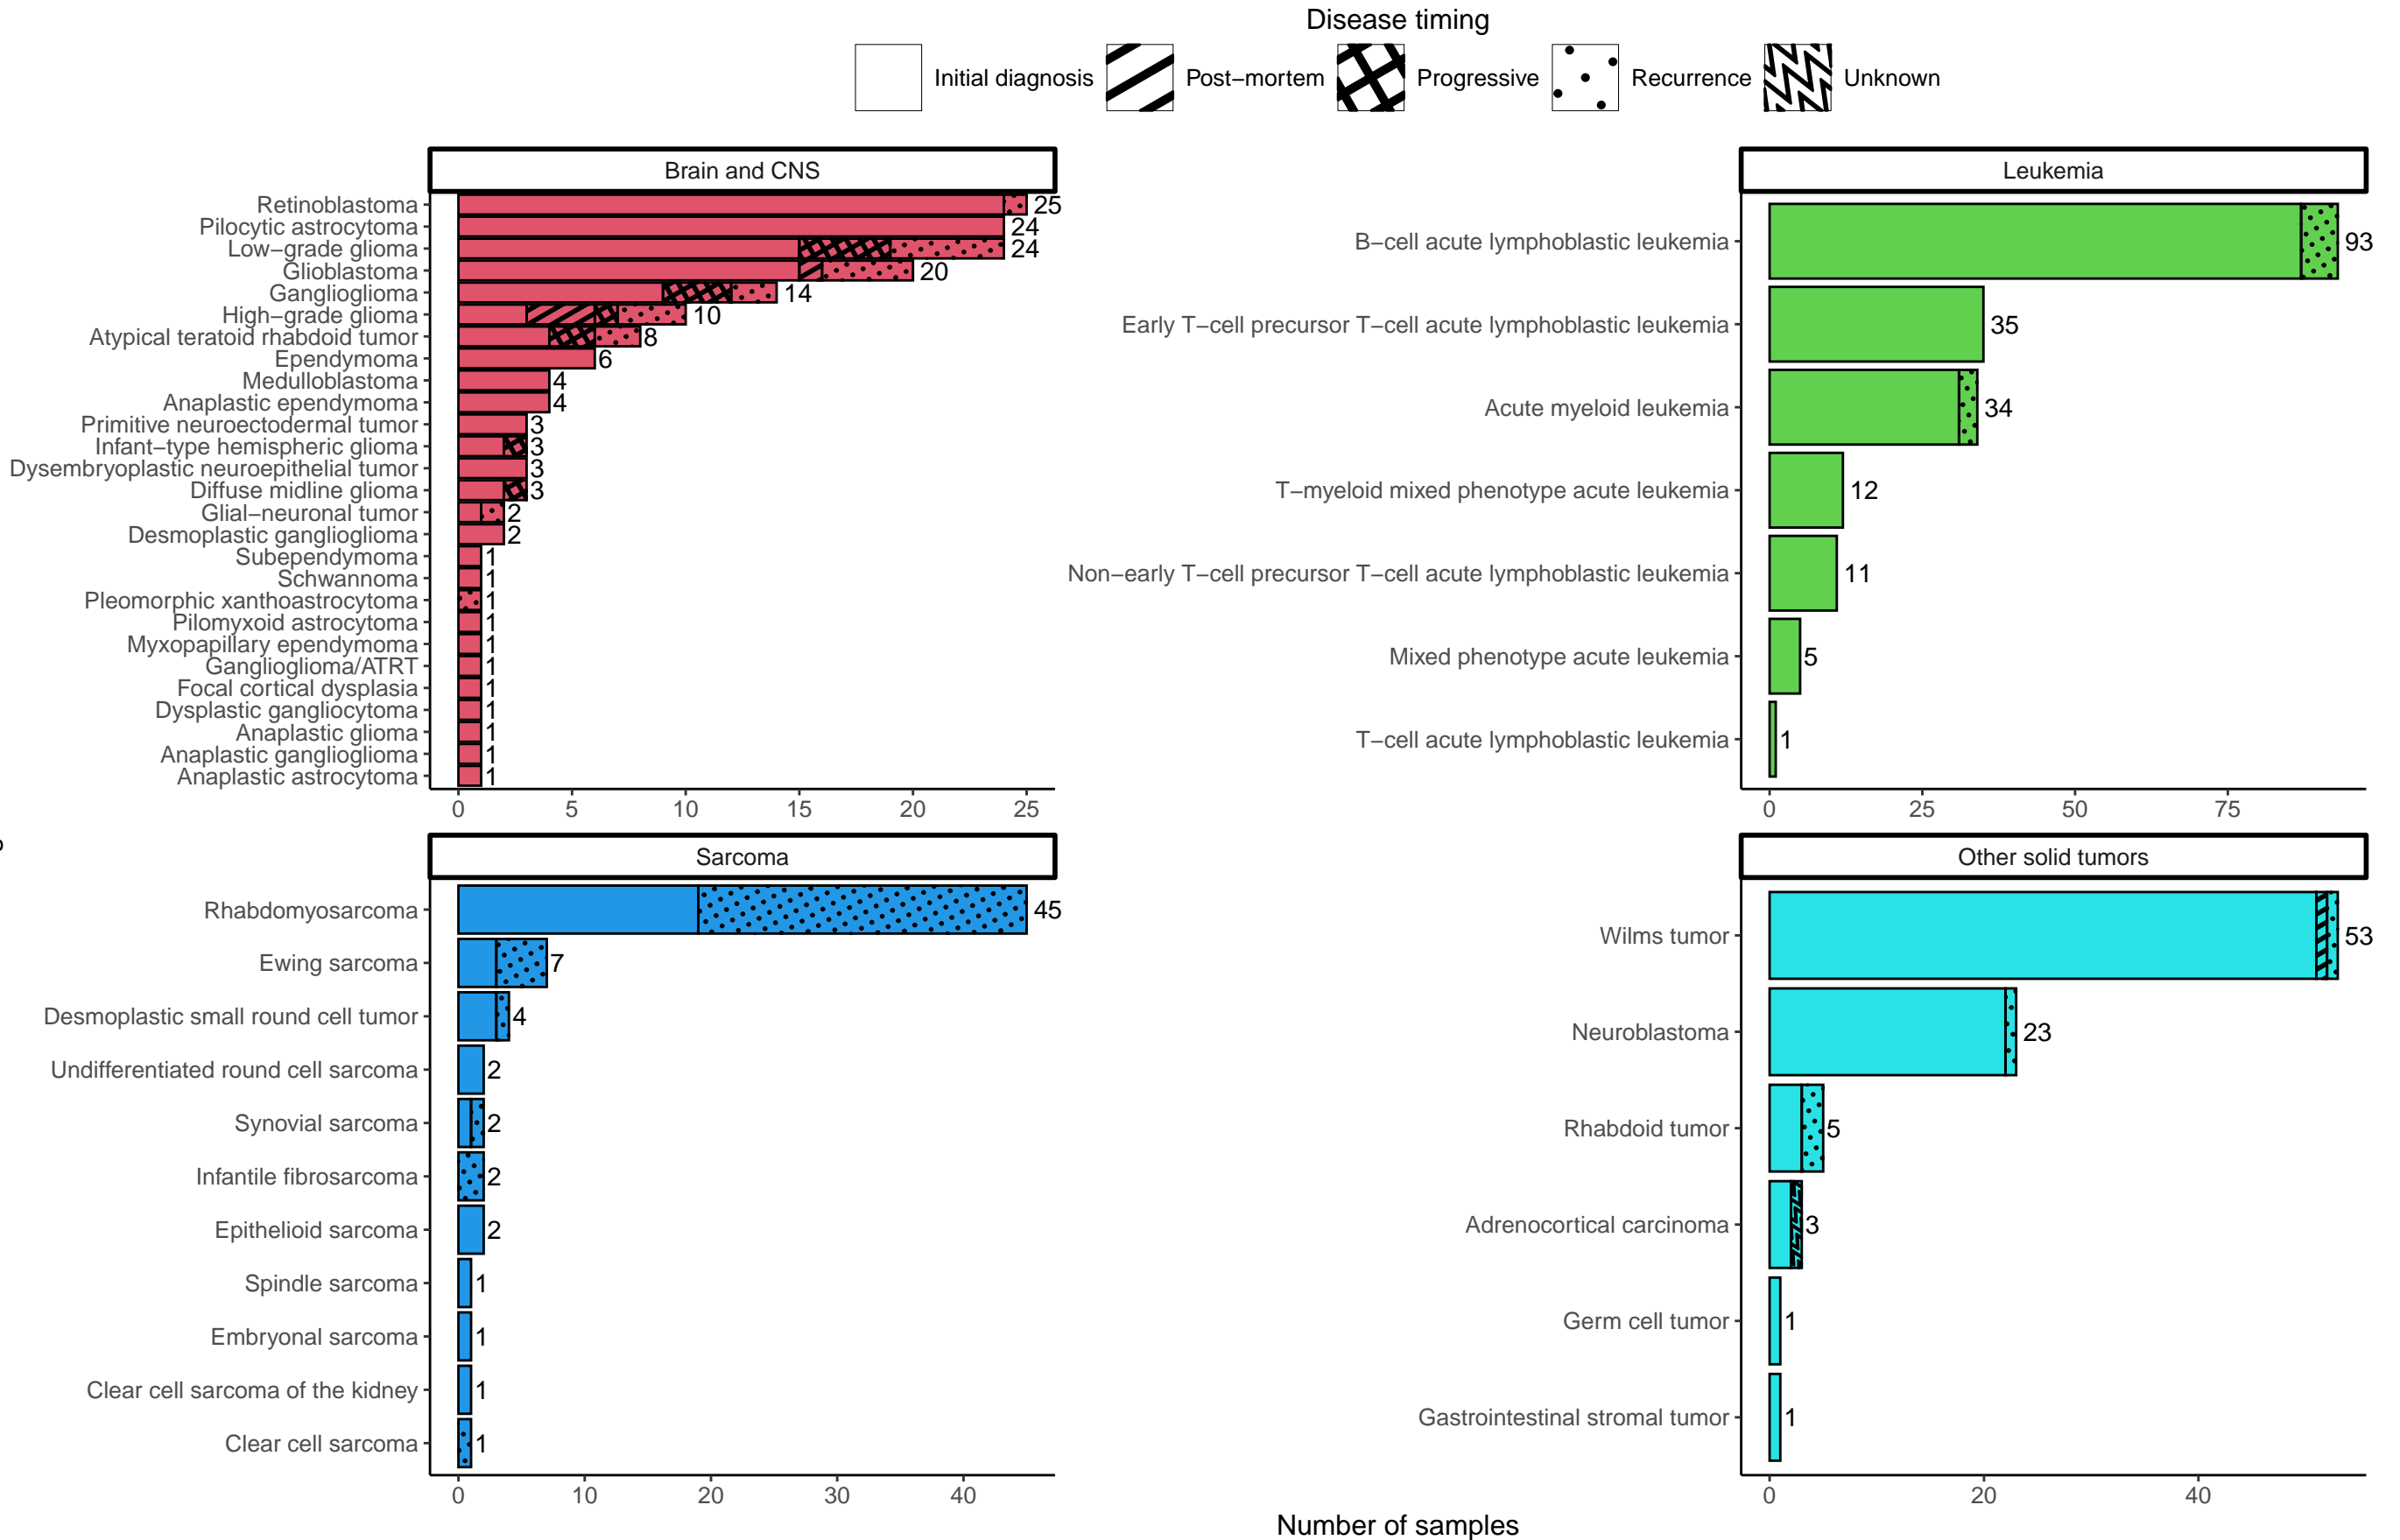 Disease timing
Initial diagnosis Post−mortem Progressive Recurrence Unknown
Brain and CNS
Retinoblastoma 25
Pilocytic astrocytoma 24
Low−grade glioma 24
Glioblastoma 20
Ganglioglioma 14
High−grade glioma 10
Atypical teratoid rhabdoid tumor 8
Ependymoma 6
Medulloblastoma 4
Anaplastic ependymoma 4
Primitive neuroectodermal tumor 3
Infant−type hemispheric glioma 3
Dysembryoplastic neuroepithelial tumor 3
Diffuse midline glioma 3
Glial−neuronal tumor 2
Desmoplastic ganglioglioma 2
Subependymoma 1
Schwannoma 1
Pleomorphic xanthoastrocytoma 1
Pilomyxoid astrocytoma 1
Myxopapillary ependymoma 1
Ganglioglioma/ATRT 1
Focal cortical dysplasia 1
Dysplastic gangliocytoma 1
Anaplastic glioma 1
Anaplastic ganglioglioma 1
Anaplastic astrocytoma 1
0 5 10 15 20 25
Leukemia
B−cell acute lymphoblastic leukemia 93
Early T−cell precursor T−cell acute lymphoblastic leukemia 35
Acute myeloid leukemia 34
T−myeloid mixed phenotype acute leukemia 12
Non−early T−cell precursor T−cell acute lymphoblastic leukemia 11
Mixed phenotype acute leukemia 5
T−cell acute lymphoblastic leukemia 1
0 25 50 75
Sarcoma
Rhabdomyosarcoma 45
Ewing sarcoma 7
Desmoplastic small round cell tumor 4
Undifferentiated round cell sarcoma 2
Synovial sarcoma 2
Infantile fibrosarcoma 2
Epithelioid sarcoma 2
Spindle sarcoma 1
Embryonal sarcoma 1
Clear cell sarcoma of the kidney 1
Clear cell sarcoma 1
0 10 20 30 40
Other solid tumors
Wilms tumor 53
Neuroblastoma 23
Rhabdoid tumor 5
Adrenocortical carcinoma 3
Germ cell tumor 1
Gastrointestinal stromal tumor 1
0 20 40
Number of samples